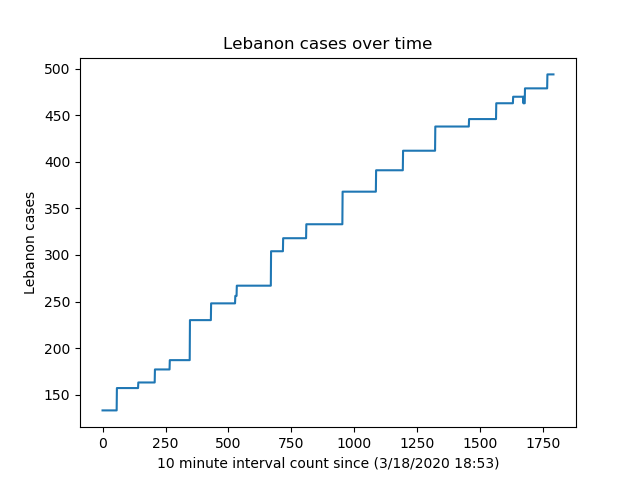 Lebanon cases over time
500
450
400
350
300
250
200
150
Lebanon cases
0 250 500 750 1000 1250 1500 1750
10 minute interval count since (3/18/2020 18:53)